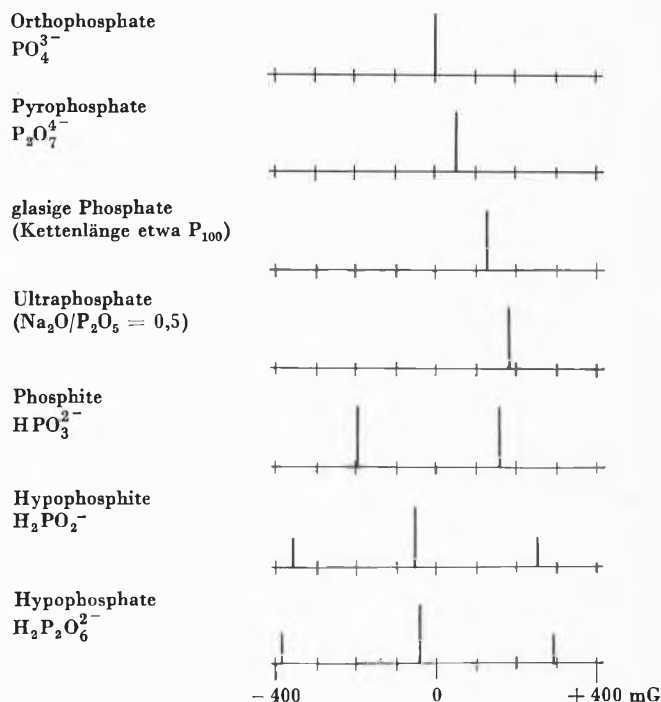 Orthophosphate
PO₄³⁻
Pyrophosphate
P₂O₇⁴⁻
glasige Phosphate
(Kettenlänge etwa P₁₀₀)
Ultraphosphate
(Na₂O/P₂O₅ = 0,5)
Phosphite
HPO₃²⁻
Hypophosphite
H₂PO₂⁻
Hypophosphate
H₂P₂O₆²⁻
− 400 0 + 400 mG